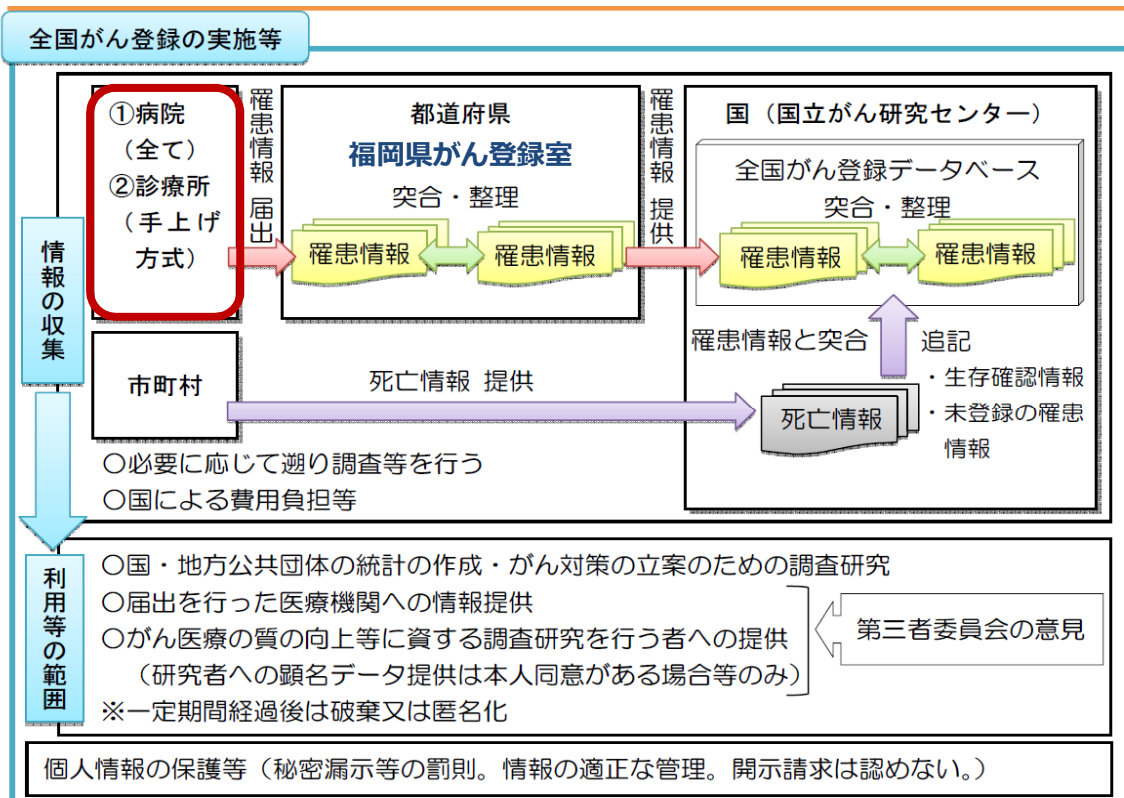 全国がん登録の実施等
情報の収集
①病院
(全て)
②診療所
(手上げ
方式)
罹患情報 届出
都道府県
福岡県がん登録室
突合・整理
罹患情報
罹患情報
罹患情報 提供
国（国立がん研究センター）
全国がん登録データベース
突合・整理
罹患情報
罹患情報
罹患情報と突合
追記
・生存確認情報
・未登録の罹患
情報
市町村
死亡情報 提供
死亡情報
〇必要に応じて遡り調査等を行う
〇国による費用負担等
利用等の範囲
〇国・地方公共団体の統計の作成・がん対策の立案のための調査研究
〇届出を行った医療機関への情報提供
〇がん医療の質の向上等に資する調査研究を行う者への提供
（研究者への顕名データ提供は本人同意がある場合等のみ）
※一定期間経過後は破棄又は匿名化
第三者委員会の意見
個人情報の保護等（秘密漏示等の罰則。情報の適正な管理。開示請求は認めない。）